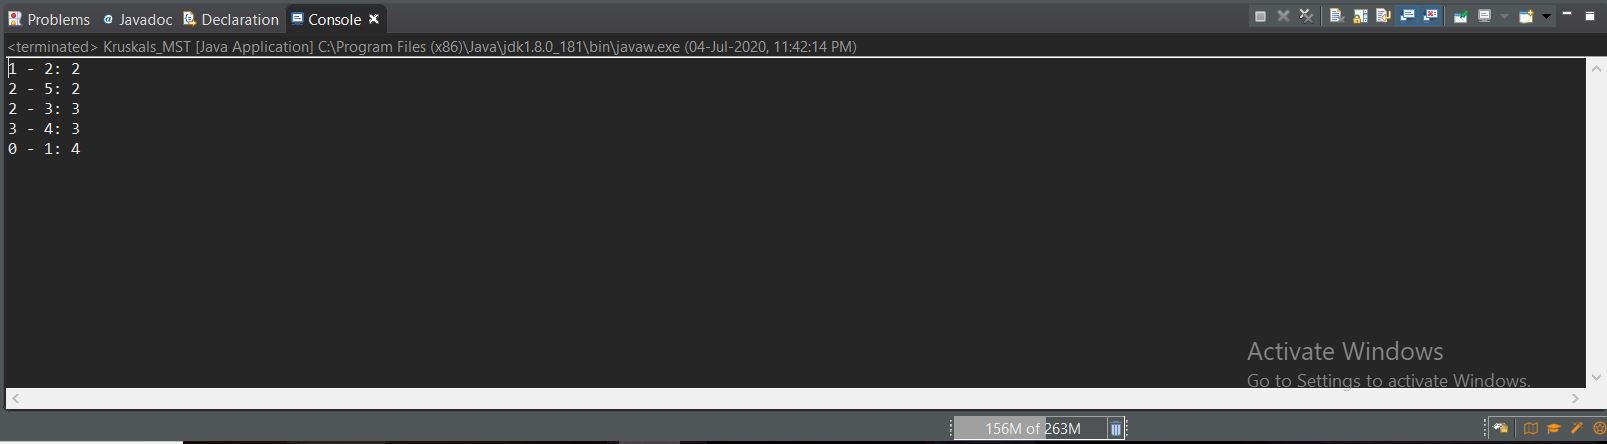 Problems @ Javadoc Declaration Console
<terminated> Kruskals_MST [Java Application] C:\Program Files (x86)\Java\jdk1.8.0_181\bin\javaw.exe (04-Jul-2020, 11:42:14 PM)
1 - 2: 2
2 - 5: 2
2 - 3: 3
3 - 4: 3
0 - 1: 4
Activate Windows
Go to Settings to activate Windows.
156M of 263M